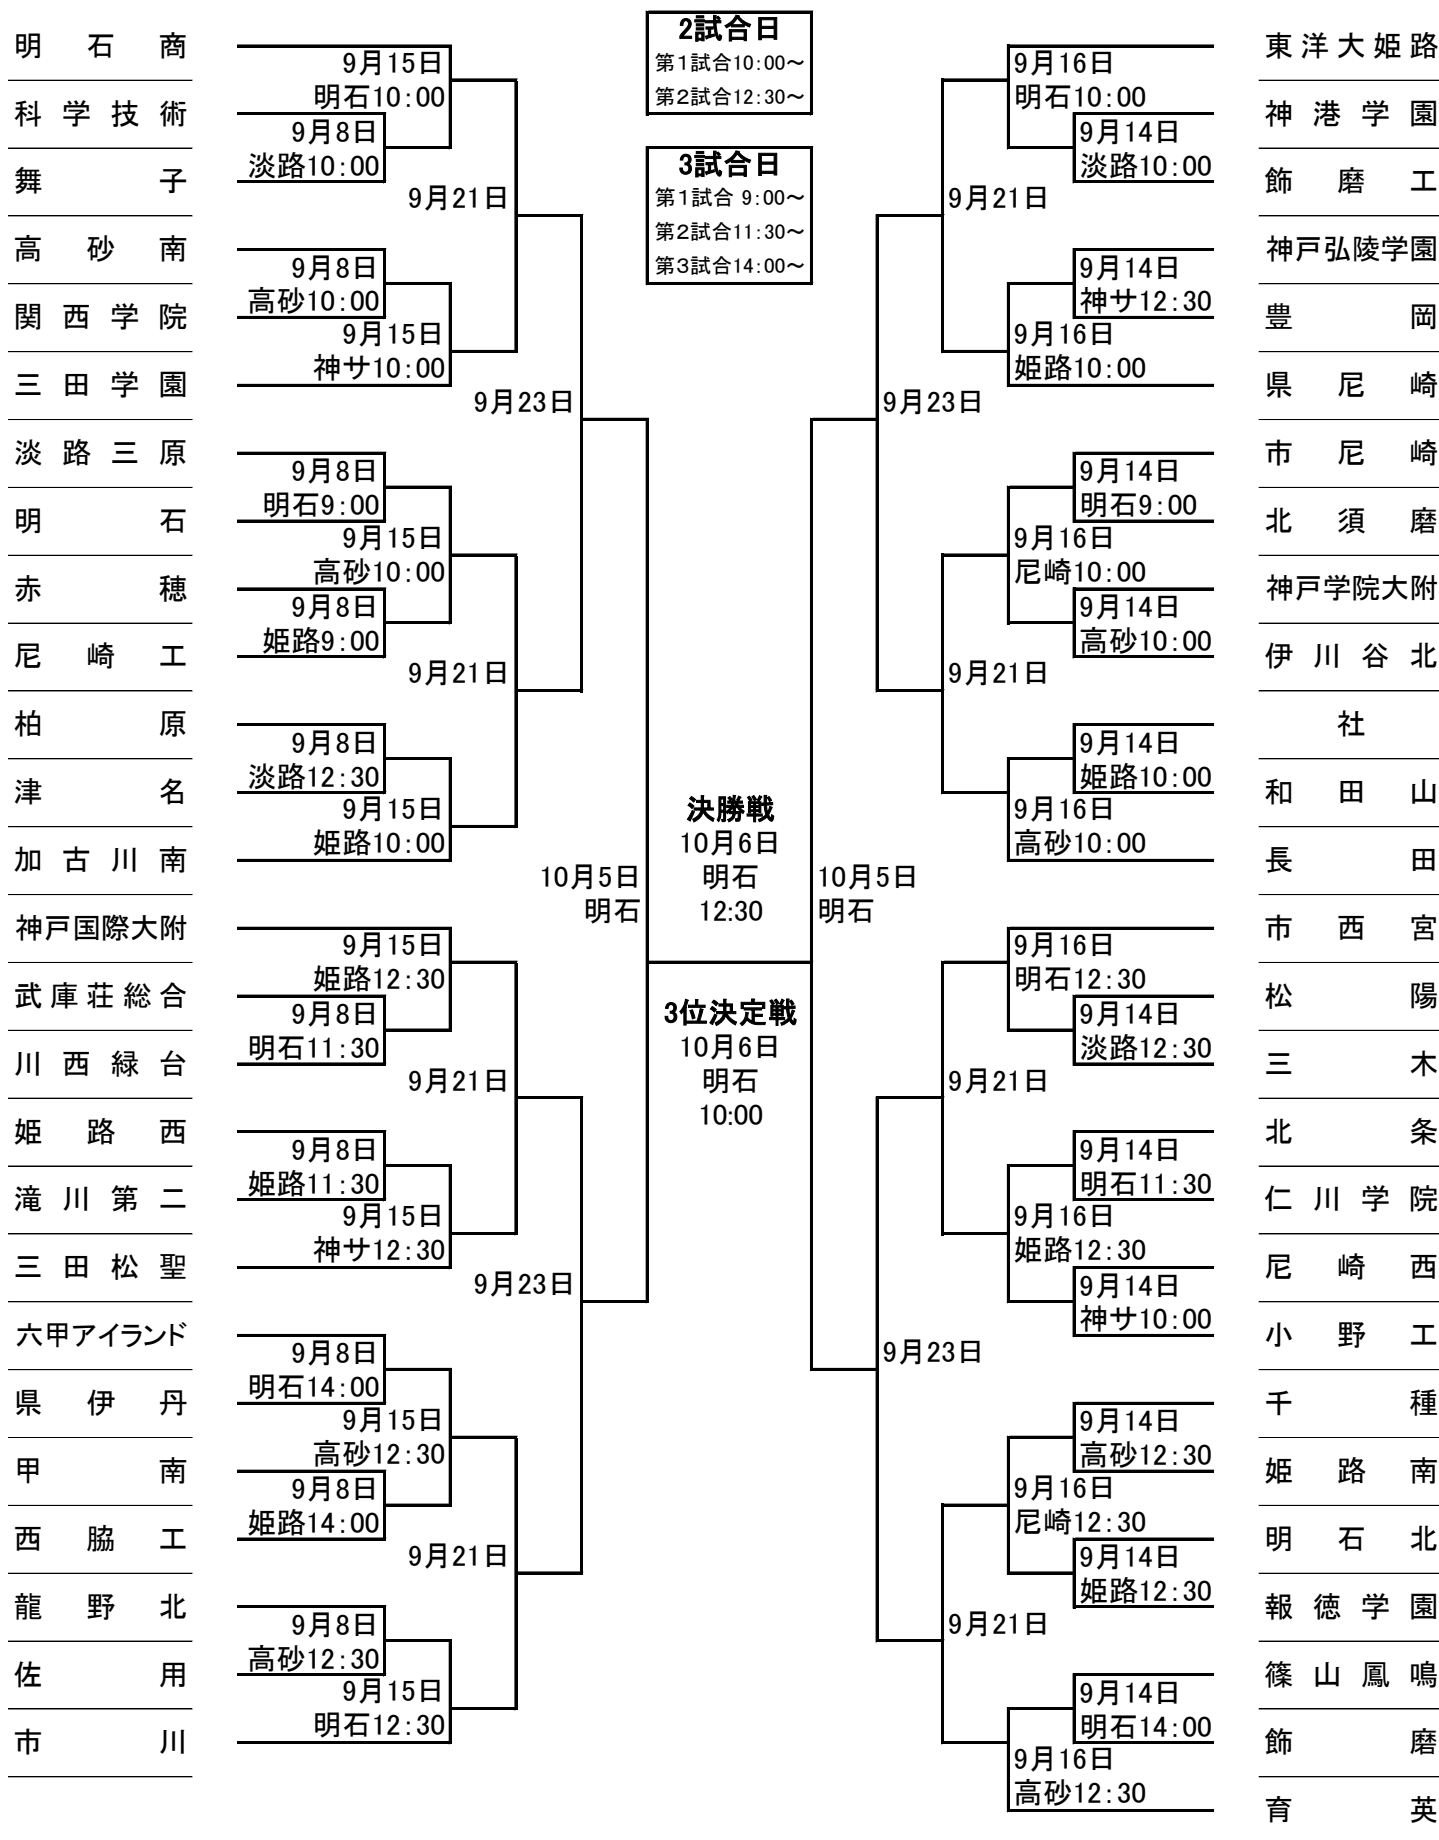 明石商
科学技術
舞子
高砂南
関西学院
三田学園
淡路三原
明石
赤穂
尼崎工
柏原
津名
加古川南
神戸国際大附
武庫荘総合
川西緑台
姫路西
滝川第二
三田松聖
六甲アイランド
県伊丹
甲南
西脇工
龍野北
佐用
市川
9月15日
明石10:00
9月8日
淡路10:00
9月21日
9月8日
高砂10:00
9月15日
神サ10:00
9月23日
9月8日
明石9:00
9月15日
高砂10:00
9月8日
姫路9:00
9月21日
9月8日
淡路12:30
9月15日
姫路10:00
10月5日
明石
9月15日
姫路12:30
9月8日
明石11:30
9月21日
9月8日
姫路11:30
9月15日
神サ12:30
9月23日
9月8日
明石14:00
9月15日
高砂12:30
9月8日
姫路14:00
9月21日
9月8日
高砂12:30
9月15日
明石12:30
2試合日
第1試合10:00~
第2試合12:30~
3試合日
第1試合 9:00~
第2試合11:30~
第3試合14:00~
決勝戦
10月6日
明石
12:30
3位決定戦
10月6日
明石
10:00
9月16日
明石10:00
9月14日
淡路10:00
9月21日
9月14日
神サ12:30
9月16日
姫路10:00
9月23日
9月14日
明石9:00
9月16日
尼崎10:00
9月14日
高砂10:00
9月21日
9月14日
姫路10:00
9月16日
高砂10:00
10月5日
明石
9月16日
明石12:30
9月14日
淡路12:30
9月21日
9月14日
明石11:30
9月16日
姫路12:30
9月14日
神サ10:00
9月23日
9月14日
高砂12:30
9月16日
尼崎12:30
9月14日
姫路12:30
9月21日
9月14日
明石14:00
9月16日
高砂12:30
東洋大姫路
神港学園
飾磨工
神戸弘陵学園
豊岡
県尼崎
市尼崎
北須磨
神戸学院大附
伊川谷北
社
和田山
長田
市西宮
松陽
三木
北条
仁川学院
尼崎西
小野工
千種
姫路南
明石北
報徳学園
篠山鳳鳴
飾磨
育英